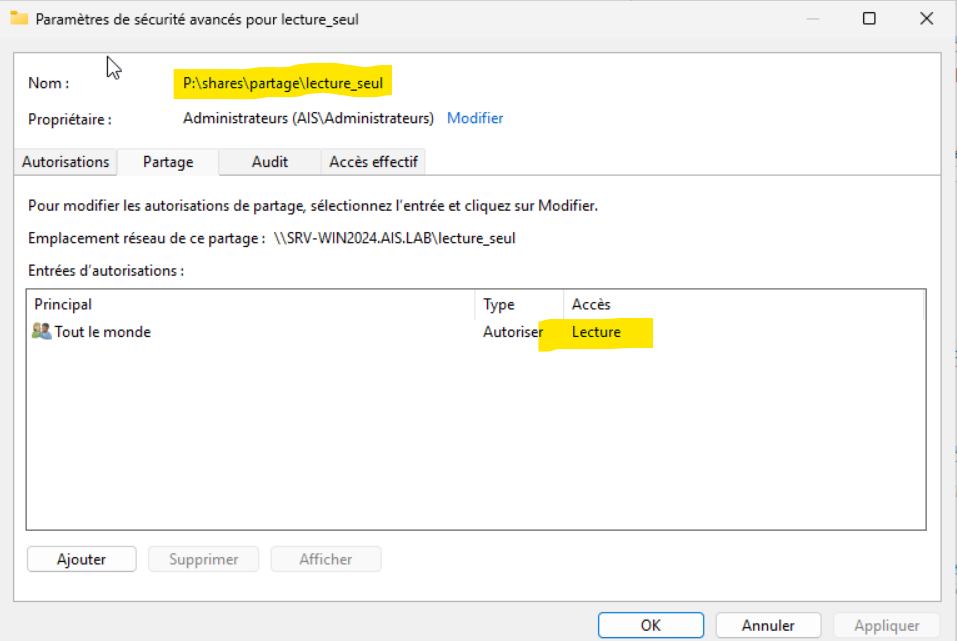 Paramètres de sécurité avancés pour lecture_seul
Nom : P:\shares\partage\lecture_seul
Propriétaire : Administrateurs (AIS\Administrateurs) Modifier
Autorisations Partage Audit Accès effectif
Pour modifier les autorisations de partage, sélectionnez l'entrée et cliquez sur Modifier.
Emplacement réseau de ce partage : \\SRV-WIN2024.AIS.LAB\lecture_seul
Entrées d'autorisations :
Principal Type Accès
Tout le monde Autoriser Lecture
Ajouter Supprimer Afficher
OK Annuler Appliquer